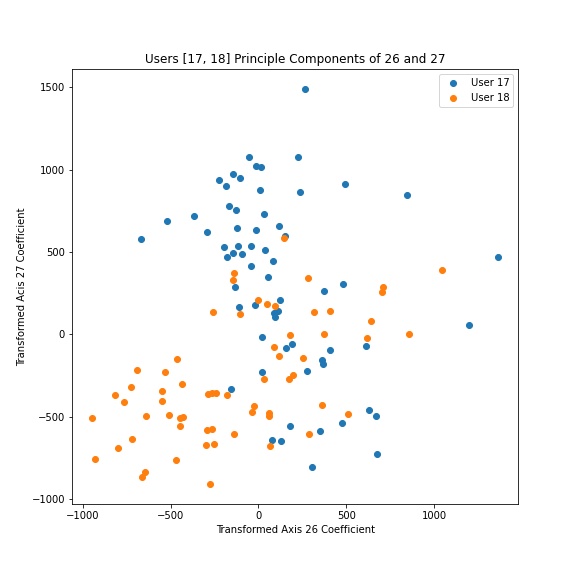 Users [17, 18] Principle Components of 26 and 27
User 17
User 18
Transformed Acis 27 Coefficient
1500
1000
500
0
−500
−1000
−1000
−500
0
500
1000
Transformed Axis 26 Coefficient